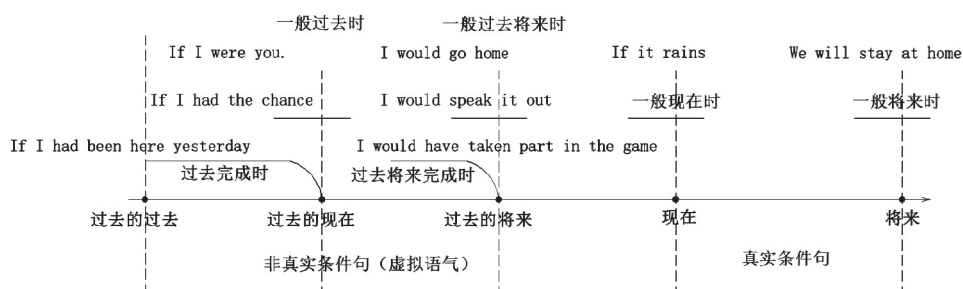 一般过去时 一般过去将来时
If I were you. I would go home If it rains We will stay at home
If I had the chance I would speak it out 一般现在时 一般将来时
If I had been here yesterday I would have taken part in the game
过去完成时 过去将来完成时
过去的过去 过去的现在 过去的将来 现在 将来
非真实条件句（虚拟语气） 真实条件句